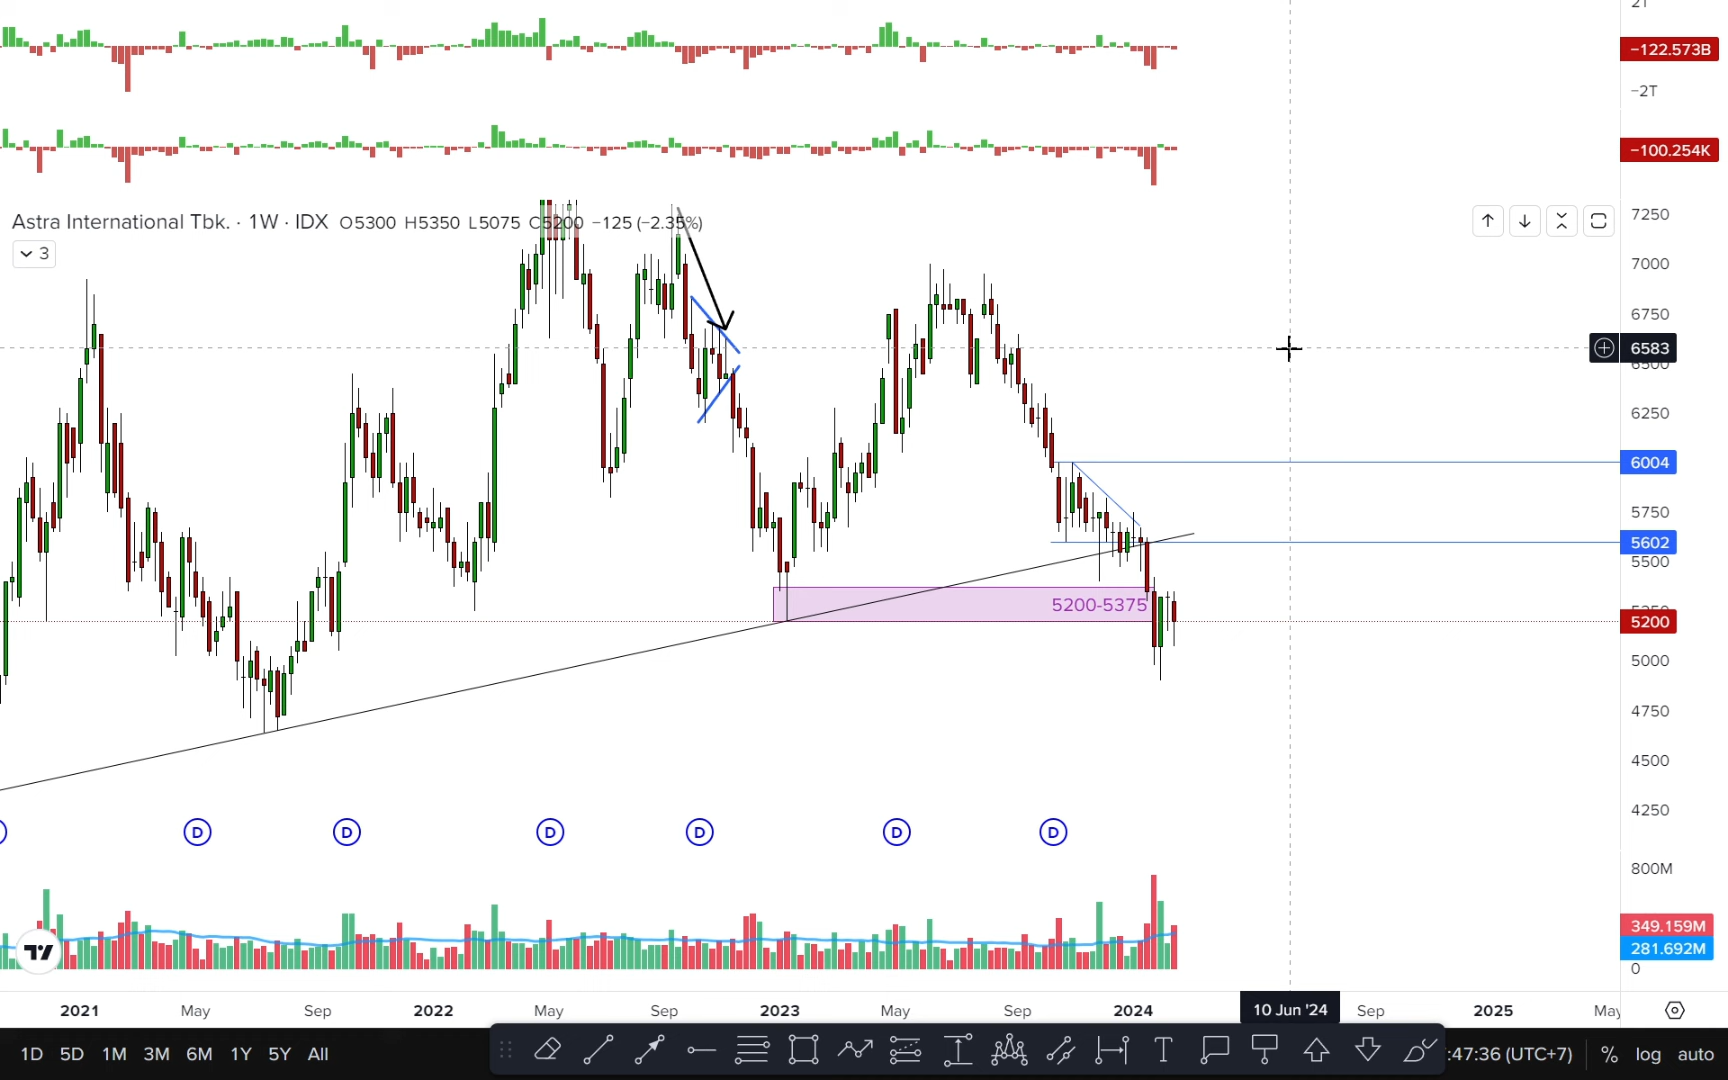 2T
−122.573B
−2T
−100.254K
Astra International Tbk. · 1W · IDX O5300 H5350 L5075 C5200 −125 (−2.35%)
3
7250
7000
6750
6583
6500
6250
6004
5750
5602
5500
5200-5375
5250
5200
5000
4750
4500
4250
D D D D D D
800M
349.159M
281.692M
0
2021 May Sep 2022 May Sep 2023 May Sep 2024 10 Jun '24 Sep 2025 May
1D 5D 1M 3M 6M 1Y 5Y All
T
:47:36 (UTC+7) % log auto